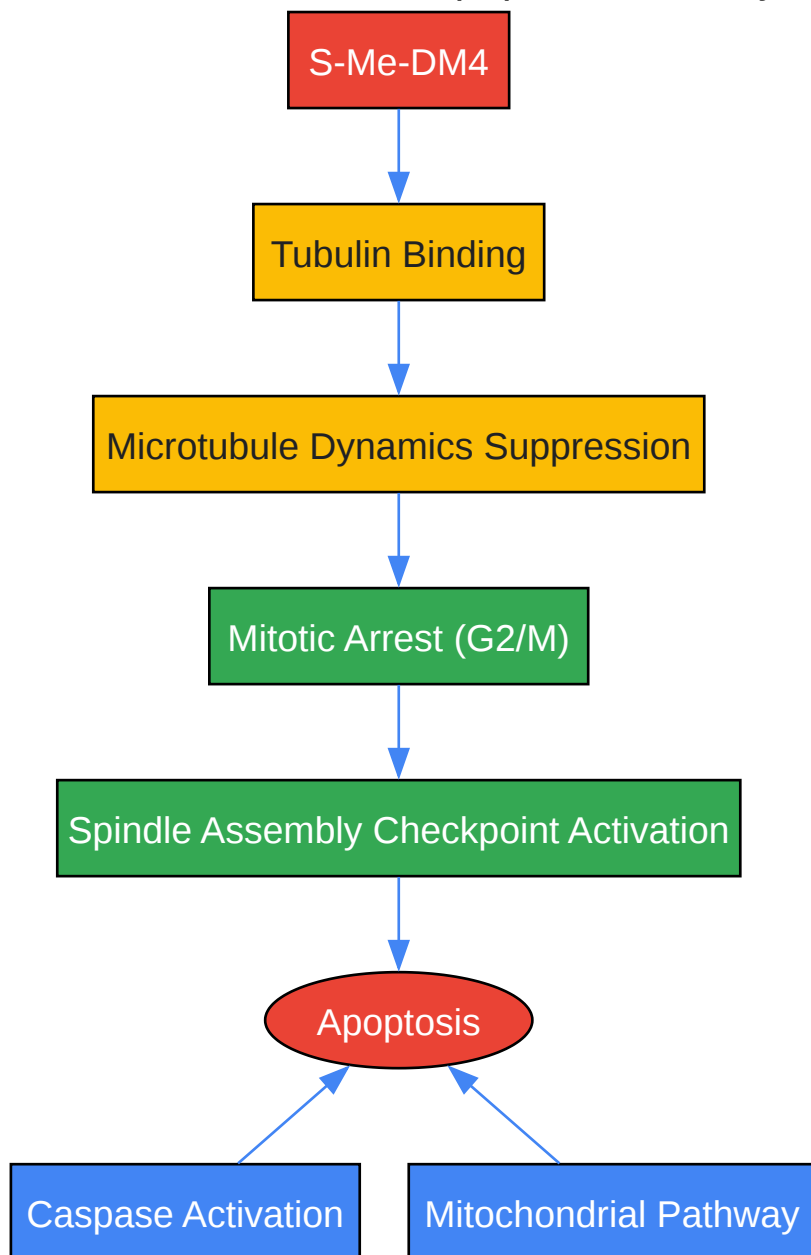 S-Me-DM4
Tubulin Binding
Microtubule Dynamics Suppression
Mitotic Arrest (G2/M)
Spindle Assembly Checkpoint Activation
Apoptosis
Caspase Activation
Mitochondrial Pathway